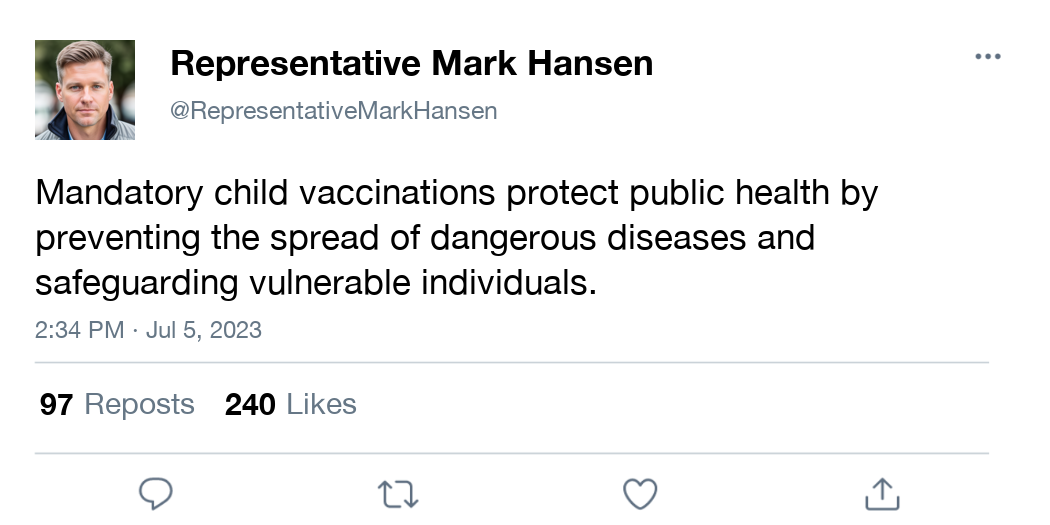 Representative Mark Hansen
@RepresentativeMarkHansen
Mandatory child vaccinations protect public health by
preventing the spread of dangerous diseases and
safeguarding vulnerable individuals.
2:34 PM · Jul 5, 2023
97 Reposts 240 Likes